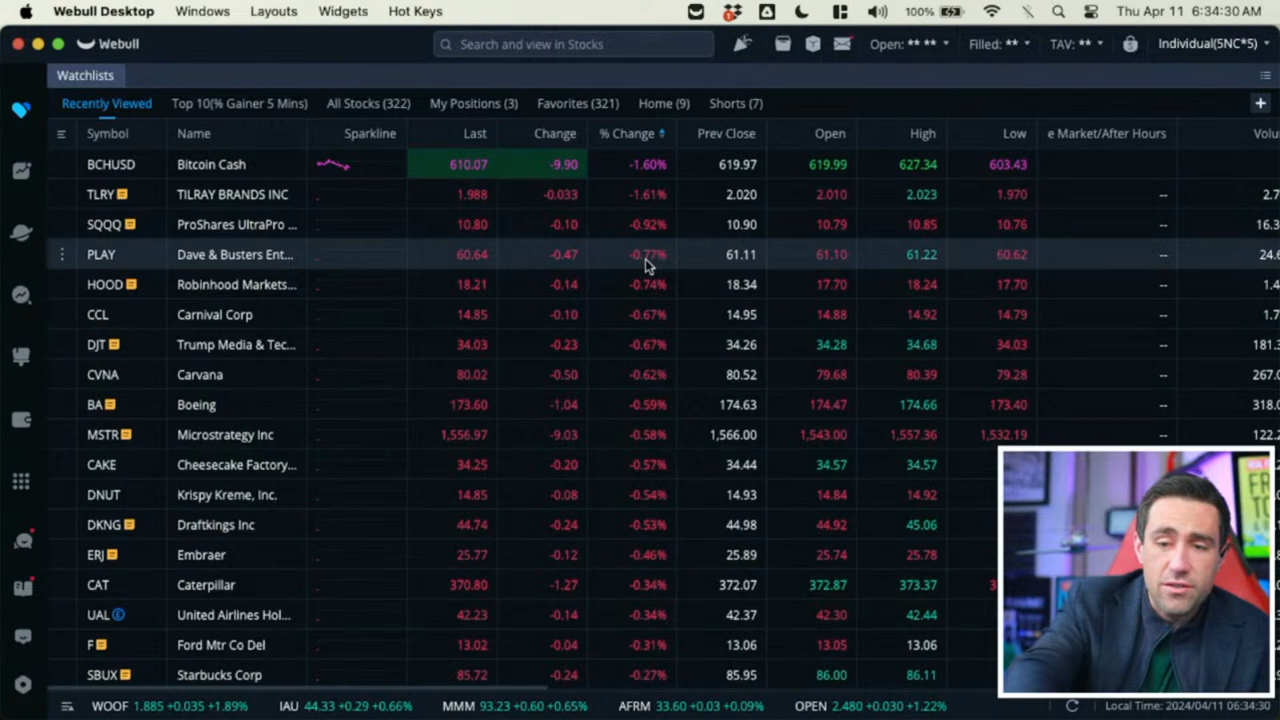 Webull Desktop Windows Layouts Widgets Hot Keys 100% Thu Apr 11 6:34:30 AM
Webull Search and view in Stocks Open: ** ** Filled: ** TAV: ** Individual(5NC*5)
Watchlists
Recently Viewed Top 10(% Gainer 5 Mins) All Stocks (322) My Positions (3) Favorites (321) Home (9) Shorts (7)
Symbol Name Sparkline Last Change % Change Prev Close Open High Low e Market/After Hours Volu
BCHUSD Bitcoin Cash 610.07 -9.90 -1.60% 619.97 619.99 627.34 603.43
TLRY TILRAY BRANDS INC 1.988 -0.033 -1.61% 2.020 2.010 2.023 1.970 -- 2.7
SQQQ ProShares UltraPro ... 10.80 -0.10 -0.92% 10.90 10.79 10.85 10.76 -- 16.3
PLAY Dave & Busters Ent... 60.64 -0.47 -0.77% 61.11 61.10 61.22 60.62 -- 24.6
HOOD Robinhood Markets... 18.21 -0.14 -0.74% 18.34 17.70 18.24 17.70 -- 1.4
CCL Carnival Corp 14.85 -0.10 -0.67% 14.95 14.88 14.92 14.79 -- 1.7
DJT Trump Media & Tec... 34.03 -0.23 -0.67% 34.26 34.28 34.68 34.03 -- 181.3
CVNA Carvana 80.02 -0.50 -0.62% 80.52 79.68 80.39 79.28 -- 267.0
BA Boeing 173.60 -1.04 -0.59% 174.63 174.47 174.66 173.40 -- 318.0
MSTR Microstrategy Inc 1,556.97 -9.03 -0.58% 1,566.00 1,543.00 1,557.36 1,532.19 -- 122.2
CAKE Cheesecake Factory... 34.25 -0.20 -0.57% 34.44 34.57 34.57
DNUT Krispy Kreme, Inc. 14.85 -0.08 -0.54% 14.93 14.84 14.92
DKNG Draftkings Inc 44.74 -0.24 -0.53% 44.98 44.92 45.06
ERJ Embraer 25.77 -0.12 -0.46% 25.89 25.74 25.78
CAT Caterpillar 370.80 -1.27 -0.34% 372.07 372.87 373.37
UAL United Airlines Hol... 42.23 -0.14 -0.34% 42.37 42.30 42.44
F Ford Mtr Co Del 13.02 -0.04 -0.31% 13.06 13.05 13.06
SBUX Starbucks Corp 85.72 -0.24 -0.27% 85.95 86.00 86.11
WOOF 1.885 +0.035 +1.89% IAU 44.33 +0.29 +0.66% MMM 93.23 +0.60 +0.65% AFRM 33.60 +0.03 +0.09% OPEN 2.480 +0.030 +1.22% Local Time: 2024/04/11 06:34:30